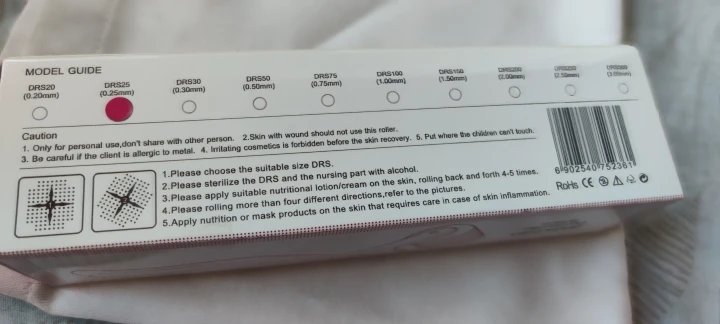 MODEL GUIDE
DRS20 DRS25 DRS30 DRS50 DRS75 DRS100 DRS150 DRS200
(0.20mm) (0.25mm) (0.30mm) (0.50mm) (0.75mm) (1.00mm) (1.50mm) (2.00mm)
Caution
1. Only for personal use,don't share with other person. 2.Skin with wound should not use this roller.
3. Be careful if the client is allergic to metal. 4. Irritating cosmetics is forbidden before the skin recovery. 5. Put where the children can't touch.
1.Please choose the suitable size DRS.
2.Please sterilize the DRS and the nursing part with alcohol.
3.Please apply suitable nutritional lotion/cream on the skin, rolling back and forth 4-5 times.
4.Please rolling more than four different directions,refer to the pictures.
5.Apply nutrition or mask products on the skin that requires care in case of skin inflammation.
6 902540 752361
RoHs CE